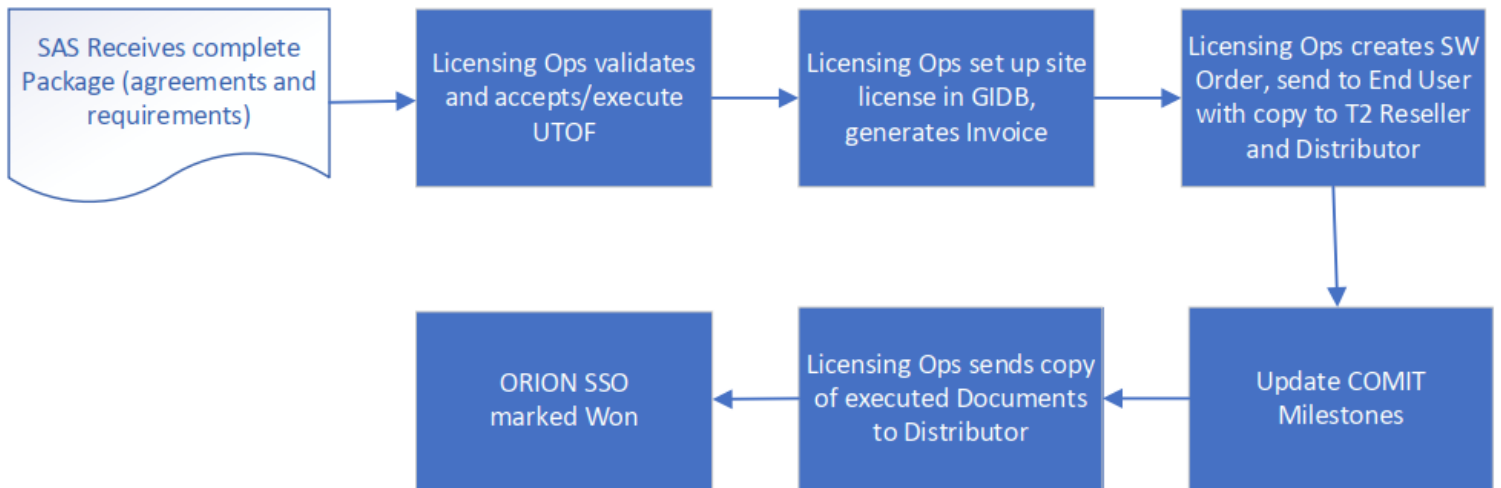 SAS Receives complete
Package (agreements and
requirements)
Licensing Ops validates
and accepts/execute
UTOF
Licensing Ops set up site
license in GIDB,
generates Invoice
Licensing Ops creates SW
Order, send to End User
with copy to T2 Reseller
and Distributor
Update COMIT
Milestones
Licensing Ops sends copy
of executed Documents
to Distributor
ORION SSO
marked Won